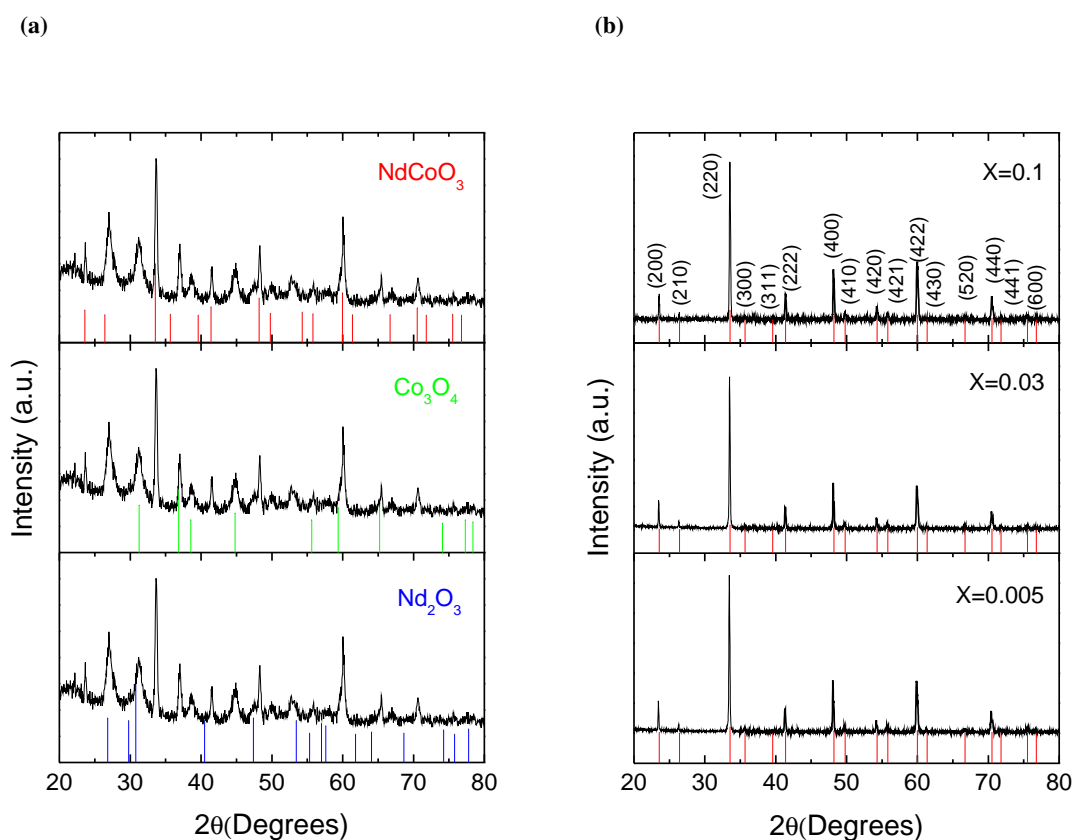 (a)
(b)
NdCoO₃
Co₃O₄
Nd₂O₃
Intensity (a.u.)
20 30 40 50 60 70 80
2θ(Degrees)
X=0.1
(200)
(210)
(220)
(300)
(311)
(222)
(400)
(410)
(420)
(421)
(422)
(430)
(520)
(440)
(441)
(600)
X=0.03
X=0.005
Intensity (a.u.)
20 30 40 50 60 70 80
2θ(Degrees)